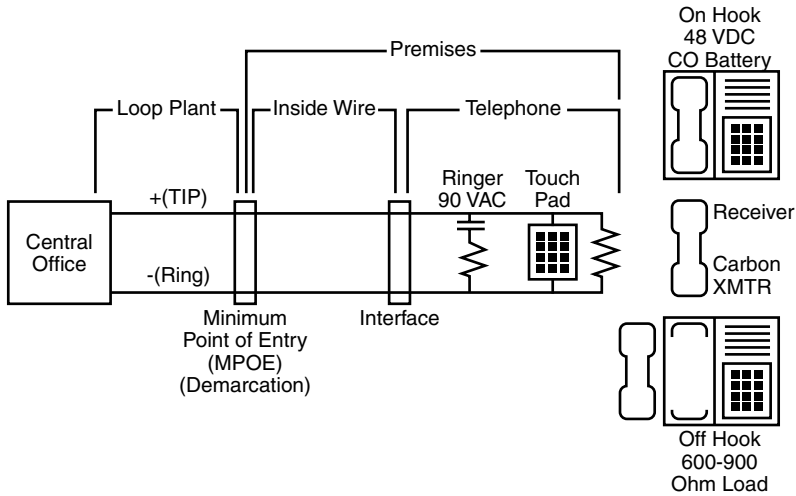 Premises
Loop Plant
Inside Wire
Telephone
+(TIP)
-(Ring)
Central
Office
Ringer
90 VAC
Touch
Pad
Minimum
Point of Entry
(MPOE)
(Demarcation)
Interface
On Hook
48 VDC
CO Battery
Receiver
Carbon
XMTR
Off Hook
600-900
Ohm Load